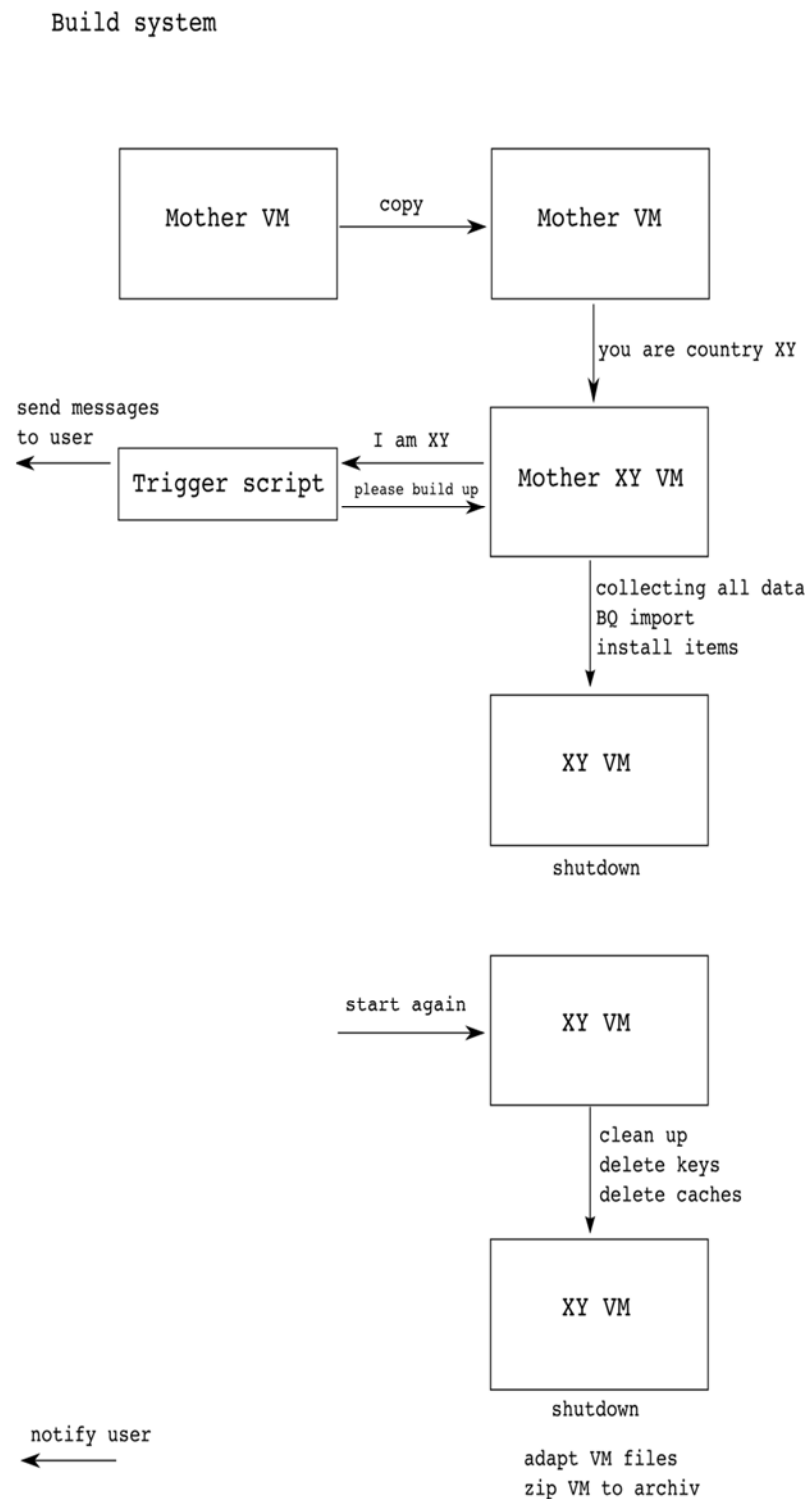 Build system
Mother VM
copy
Mother VM
you are country XY
send messages
to user
I am XY
Trigger script
please build up
Mother XY VM
collecting all data
BQ import
install items
XY VM
shutdown
start again
XY VM
clean up
delete keys
delete caches
XY VM
shutdown
notify user
adapt VM files
zip VM to archiv